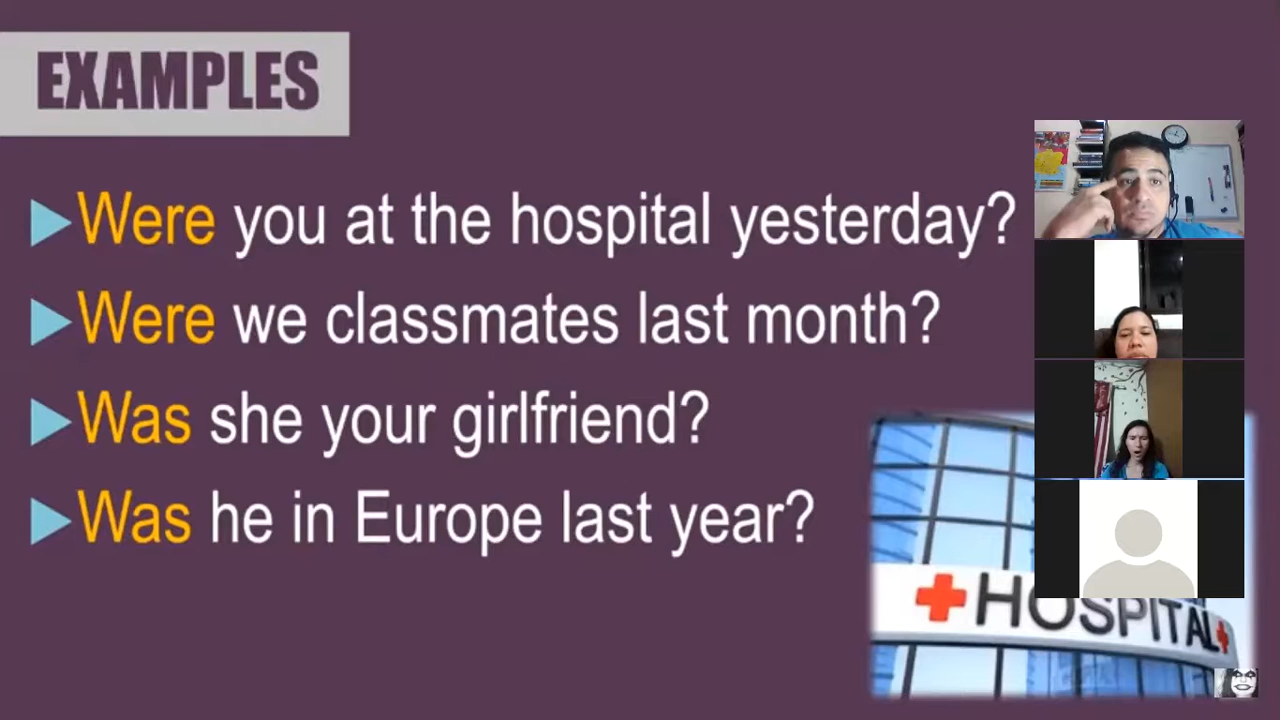 EXAMPLES
Were you at the hospital yesterday?
Were we classmates last month?
Was she your girlfriend?
Was he in Europe last year?
HOSPITAL